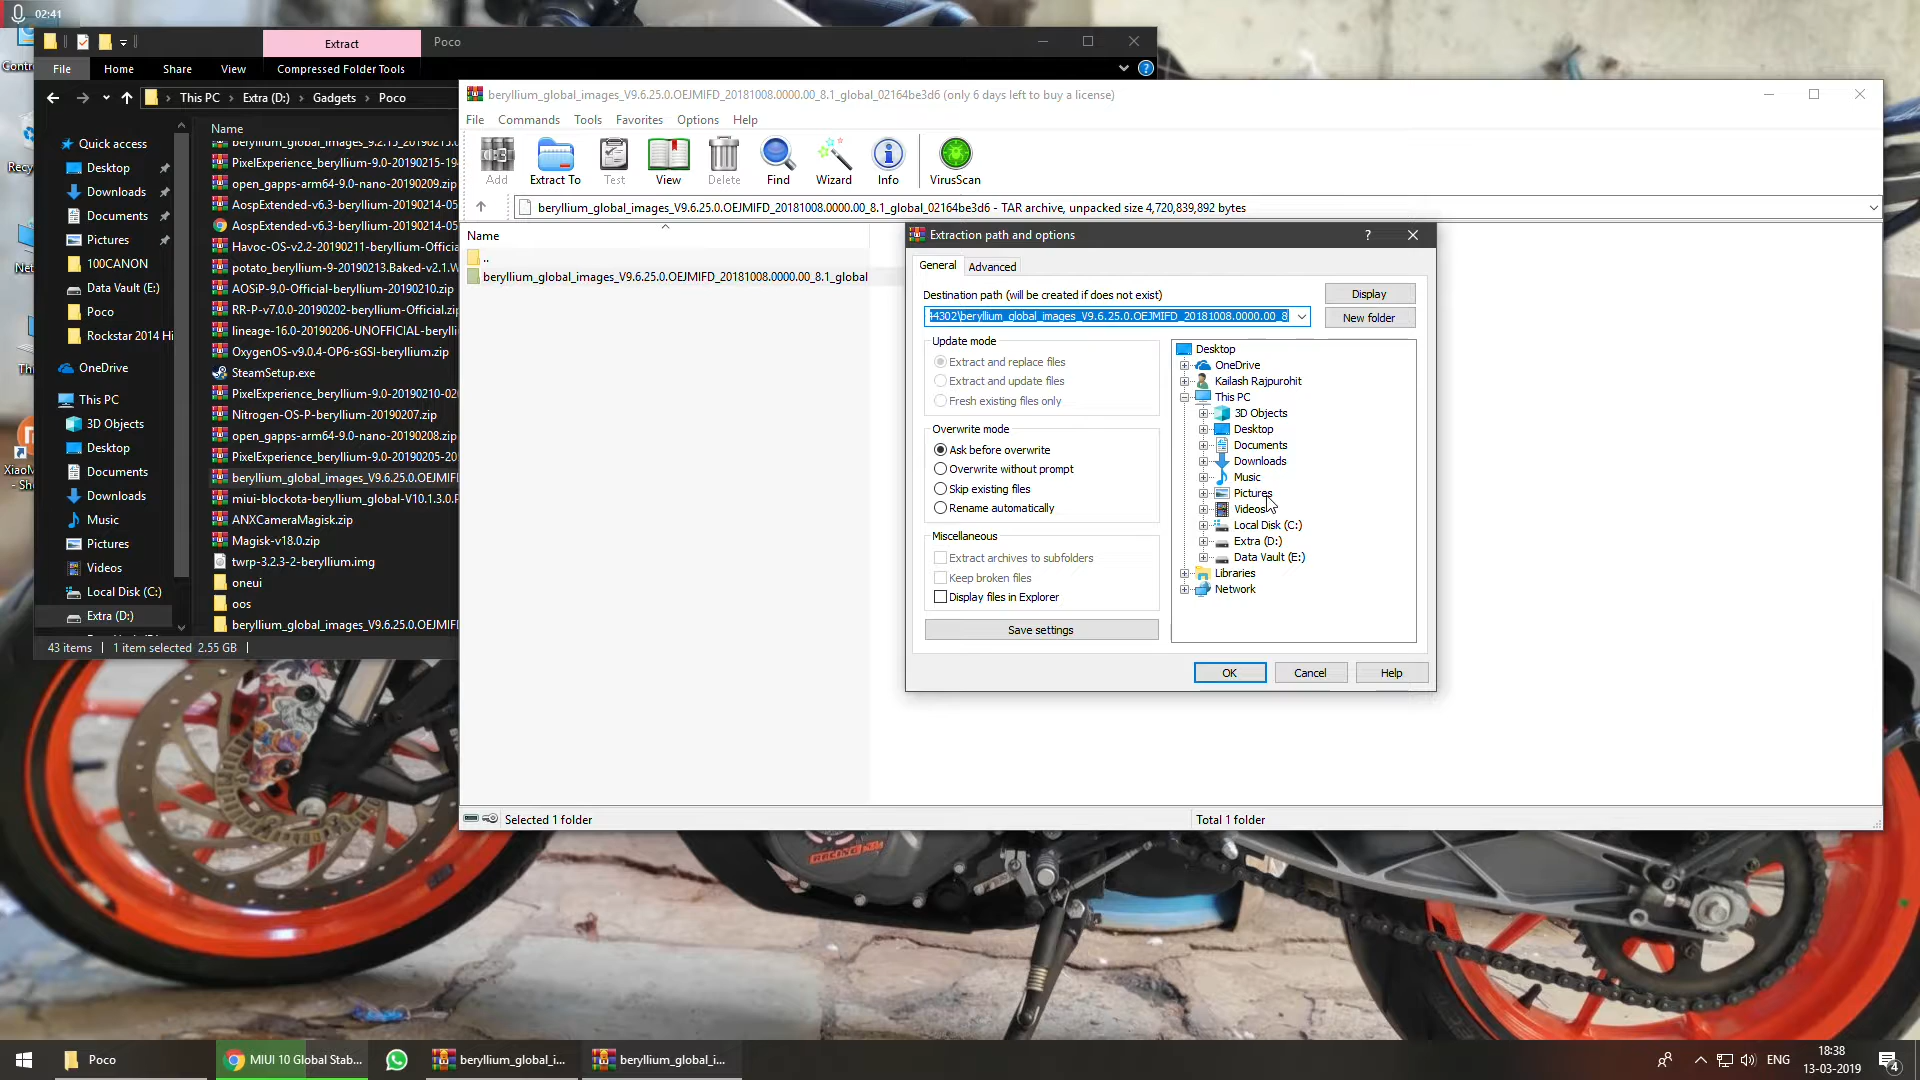 02:41
Extract
Poco
File
Home
Share
View
Compressed Folder Tools
This PC
Extra (D:)
Gadgets
Poco
Quick access
Desktop
Downloads
Documents
Pictures
100CANON
Data Vault (E:)
Poco
Rockstar 2014 Hi
OneDrive
This PC
3D Objects
Desktop
Documents
Downloads
Music
Pictures
Videos
Local Disk (C:)
Extra (D:)
Name
PixelExperience_beryllium-9.0-20190215-19
open_gapps-arm64-9.0-nano-20190209.zip
AospExtended-v6.3-beryllium-20190214-05
AospExtended-v6.3-beryllium-20190214-05
Havoc-OS-v2.2-20190211-beryllium-Officia
potato_beryllium-9-20190213.Baked-v2.1.W
AOSiP-9.0-Official-beryllium-20190210.zip
RR-P-v7.0.0-20190202-beryllium-Official.zi
lineage-16.0-20190206-UNOFFICIAL-berylli
OxygenOS-v9.0.4-OP6-sGSI-beryllium.zip
SteamSetup.exe
PixelExperience_beryllium-9.0-20190210-02
Nitrogen-OS-P-beryllium-20190207.zip
open_gapps-arm64-9.0-nano-20190208.zip
PixelExperience_beryllium-9.0-20190205-20
beryllium_global_images_V9.6.25.0.OEJMIF
miui-blockota-beryllium_global-V10.1.3.0.P
ANXCameraMagisk.zip
Magisk-v18.0.zip
twrp-3.2.3-2-beryllium.img
oneui
oos
beryllium_global_images_V9.6.25.0.OEJMIF
43 items
1 item selected 2.55 GB
beryllium_global_images_V9.6.25.0.OEJMIFD_20181008.0000.00_8.1_global_02164be3d6 (only 6 days left to buy a license)
File Commands Tools Favorites Options Help
Add
Extract To
Test
View
Delete
Find
Wizard
Info
VirusScan
beryllium_global_images_V9.6.25.0.OEJMIFD_20181008.0000.00_8.1_global_02164be3d6 - TAR archive, unpacked size 4,720,839,892 bytes
Name
..
beryllium_global_images_V9.6.25.0.OEJMIFD_20181008.0000.00_8.1_global
Extraction path and options
General
Advanced
Destination path (will be created if does not exist)
Display
44302\beryllium_global_images_V9.6.25.0.OEJMIFD_20181008.0000.00_8
New folder
Update mode
Extract and replace files
Extract and update files
Fresh existing files only
Overwrite mode
Ask before overwrite
Overwrite without prompt
Skip existing files
Rename automatically
Miscellaneous
Extract archives to subfolders
Keep broken files
Display files in Explorer
Save settings
Desktop
OneDrive
Kailash Rajpurohit
This PC
3D Objects
Desktop
Documents
Downloads
Music
Pictures
Videos
Local Disk (C:)
Extra (D:)
Data Vault (E:)
Libraries
Network
OK
Cancel
Help
Selected 1 folder
Total 1 folder
RACING
Poco
MIUI 10 Global Stab...
beryllium_global_i...
beryllium_global_i...
ENG
18:38
13-03-2019
4